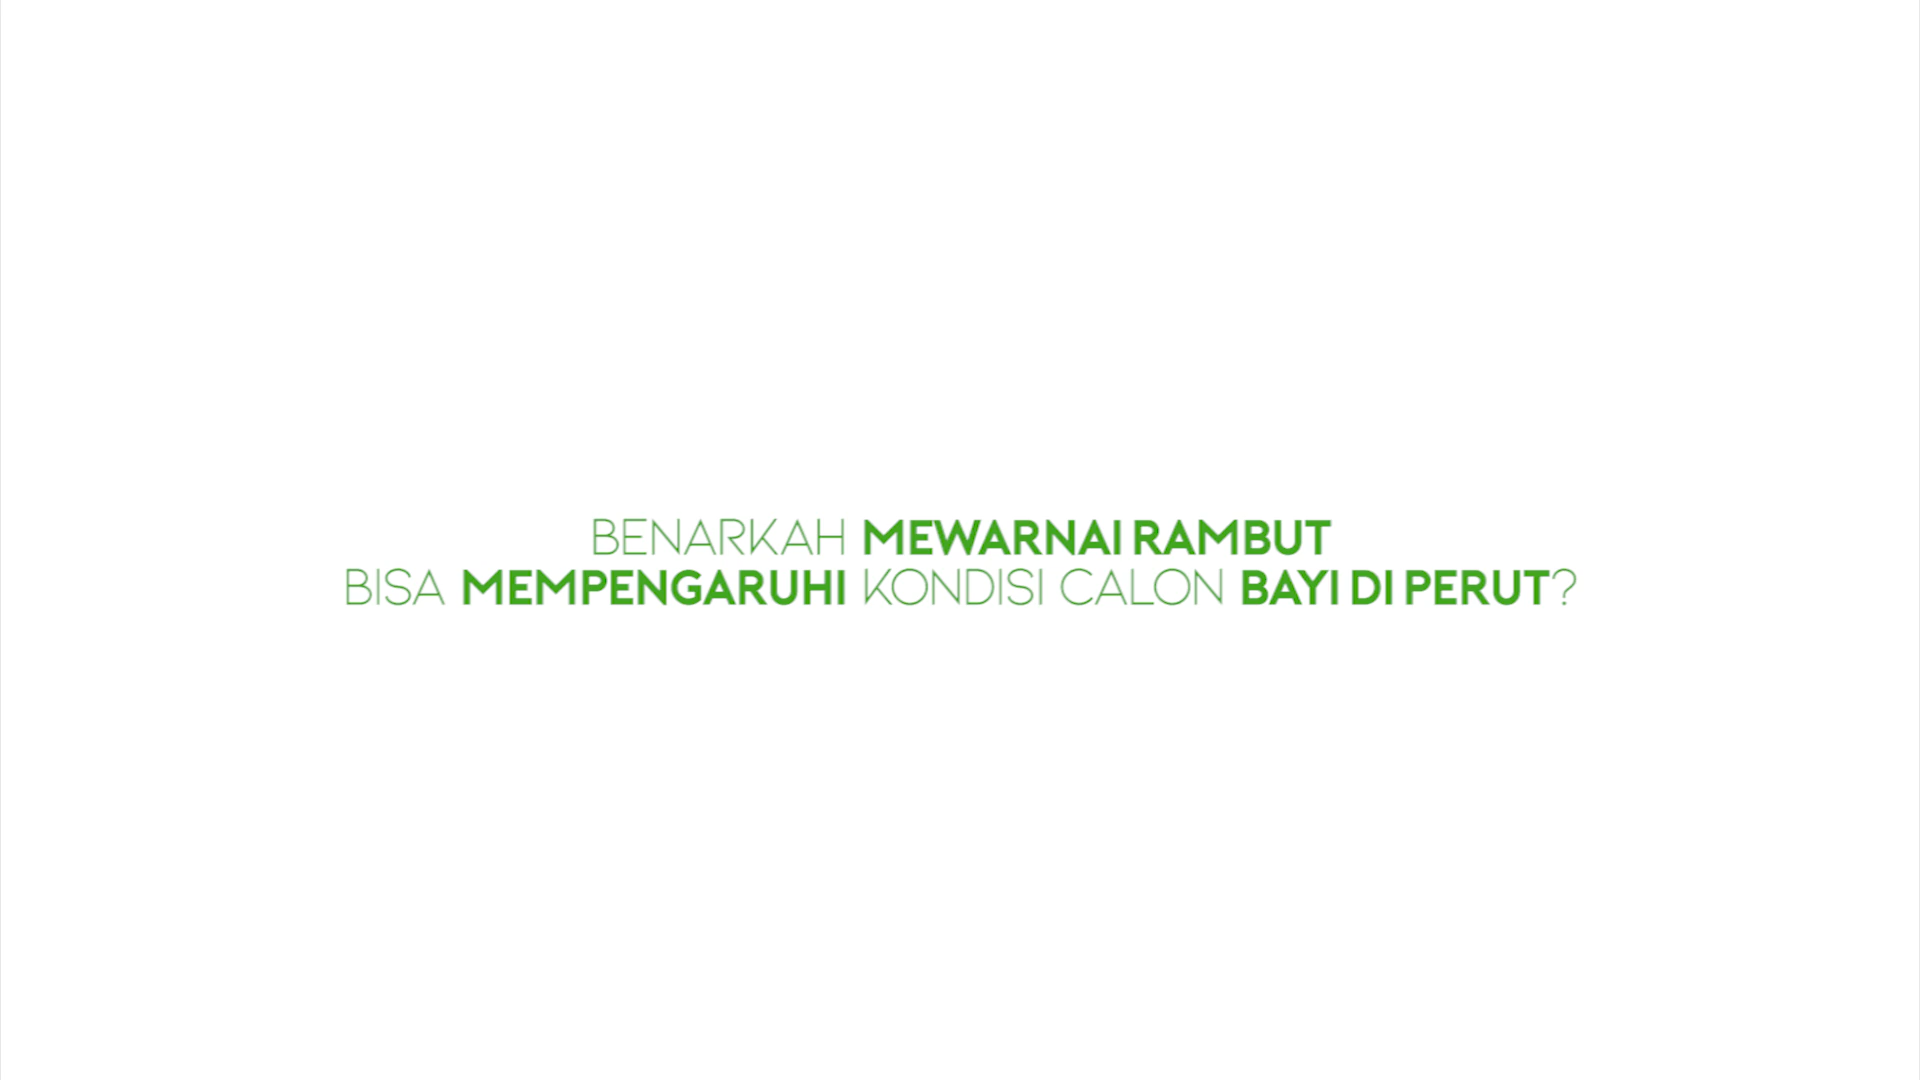 BENARKAH MEWARNAI RAMBUT
BISA MEMPENGARUHI KONDISI CALON BAYI DI PERUT?